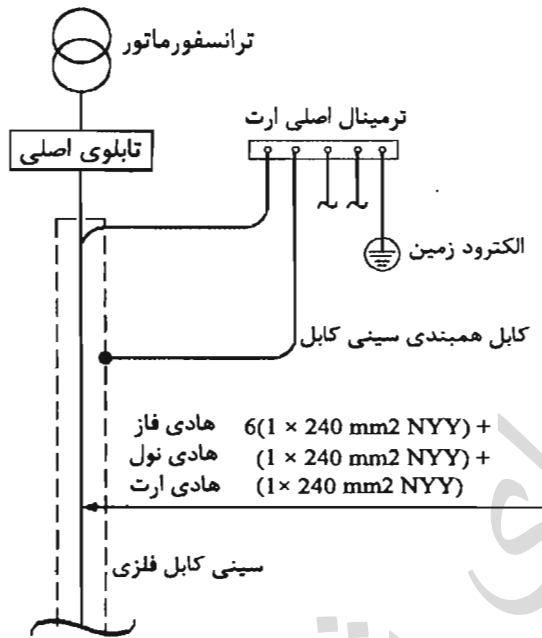 ترانسفورماتور
ترمینال اصلی ارت
تابلوی اصلی
الکترود زمین
کابل همبندی سینی کابل
هادی فاز 6(1 × 240 mm2 NYY) +
هادی نول (1 × 240 mm2 NYY) +
هادی ارت (1× 240 mm2 NYY)
سینی کابل فلزی